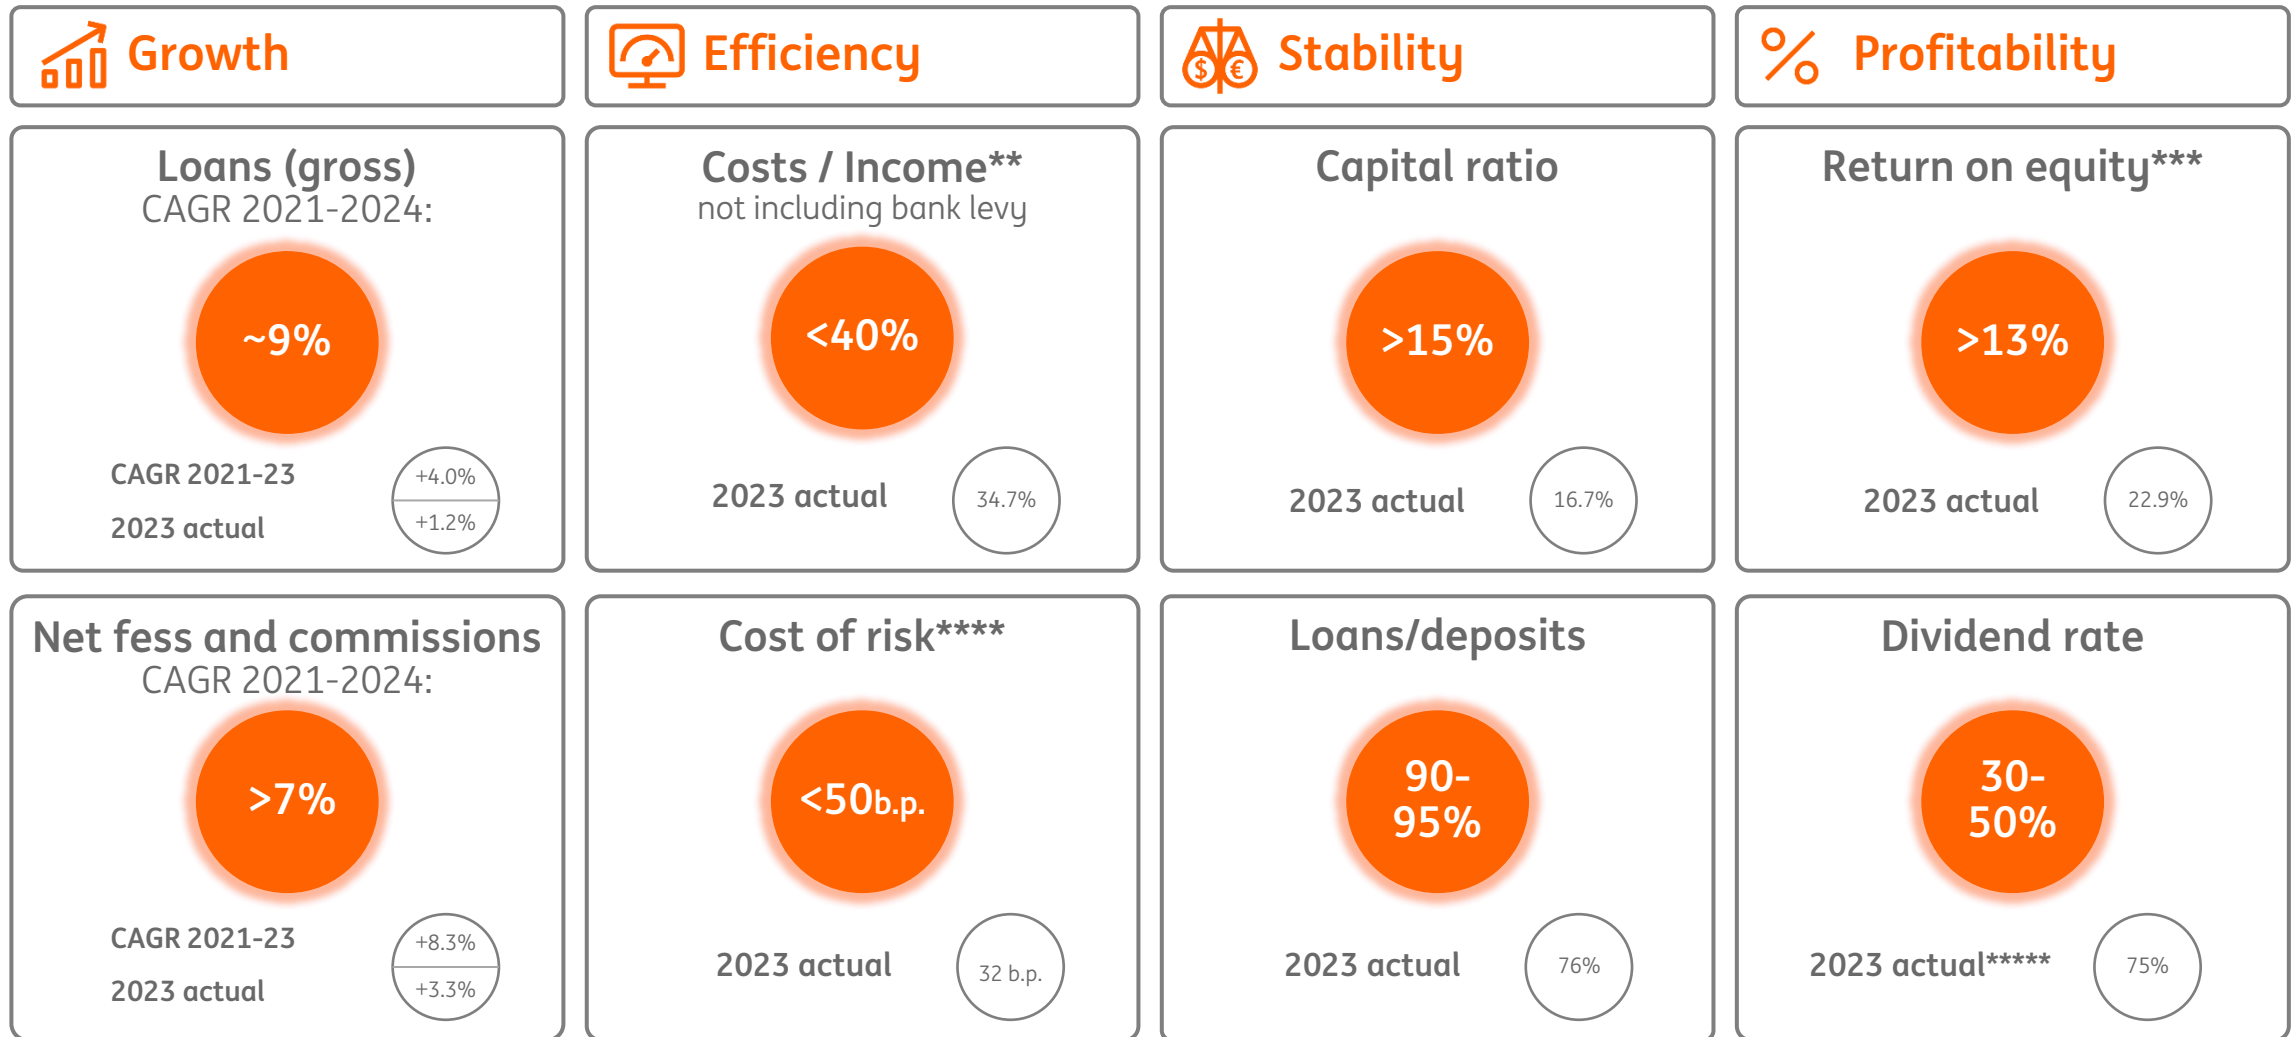 Growth
Efficiency
$ €
Stability
Profitability
Loans (gross)
CAGR 2021-2024:
~9%
CAGR 2021-23
+4.0%
2023 actual
+1.2%
Costs / Income**
not including bank levy
<40%
2023 actual
34.7%
Capital ratio
>15%
2023 actual
16.7%
Return on equity***
>13%
2023 actual
22.9%
Net fess and commissions
CAGR 2021-2024:
>7%
CAGR 2021-23
+8.3%
2023 actual
+3.3%
Cost of risk****
<50b.p.
2023 actual
32 b.p.
Loans/deposits
90-
95%
2023 actual
76%
Dividend rate
30-
50%
2023 actual*****
75%